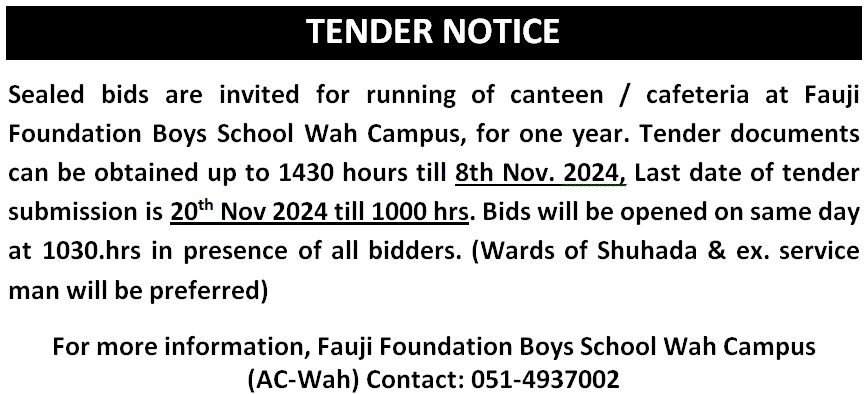 TENDER NOTICE
Sealed bids are invited for running of canteen / cafeteria at Fauji
Foundation Boys School Wah Campus, for one year. Tender documents
can be obtained up to 1430 hours till 8th Nov. 2024, Last date of tender
submission is 20th Nov 2024 till 1000 hrs. Bids will be opened on same day
at 1030.hrs in presence of all bidders. (Wards of Shuhada & ex. service
man will be preferred)
For more information, Fauji Foundation Boys School Wah Campus
(AC-Wah) Contact: 051-4937002